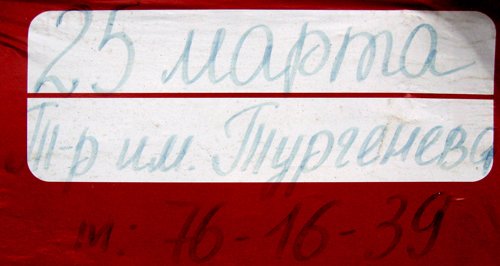 25 марта
Т-р им. Тургенева
т: 76-16-39